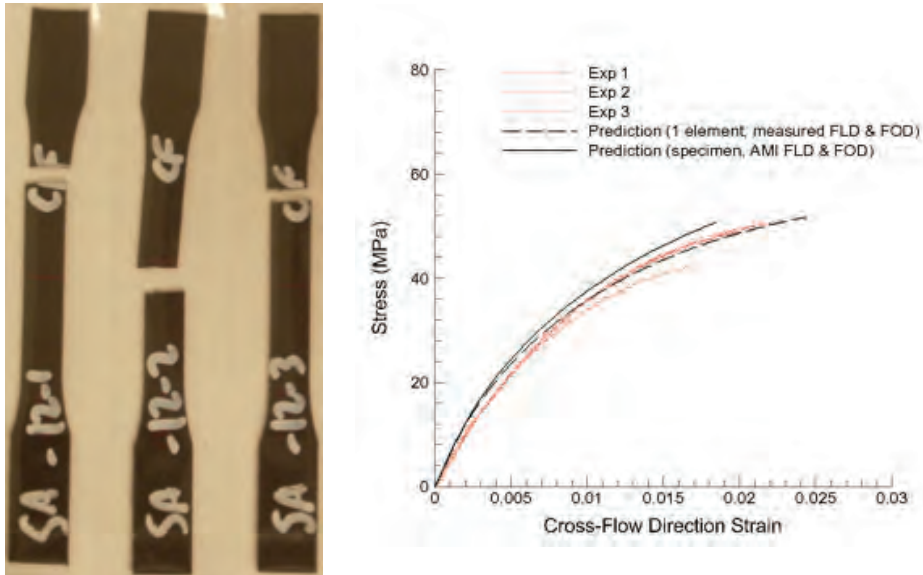 C/F
SA -12-1
CF
SA -12-2
CF
SA -12-3
Stress (MPa)
80
60
40
20
0
Exp 1
Exp 2
Exp 3
Prediction (1 element, measured FLD & FOD)
Prediction (specimen, AMI FLD & FOD)
0 0.005 0.01 0.015 0.02 0.025 0.03
Cross-Flow Direction Strain